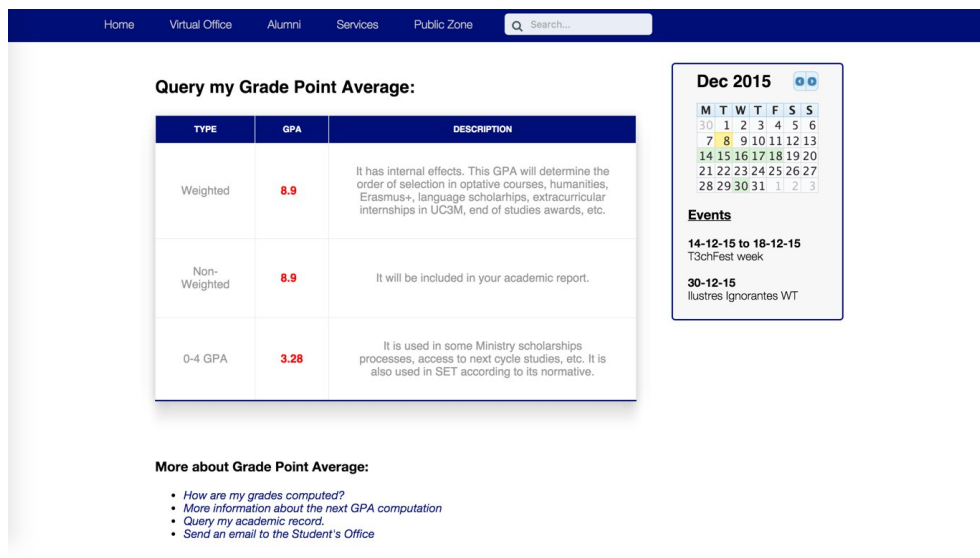 Home Virtual Office Alumni Services Public Zone Search...
Query my Grade Point Average:
TYPE GPA DESCRIPTION
Weighted 8.9
It has internal effects. This GPA will determine the
order of selection in optative courses, humanities,
Erasmus+, language scholarhips, extracurricular
internships in UC3M, end of studies awards, etc.
Non-
Weighted 8.9 It will be included in your academic report.
0-4 GPA 3.28
It is used in some Ministry scholarships
processes, access to next cycle studies, etc. It is
also used in SET according to its normative.
More about Grade Point Average:
How are my grades computed?
More information about the next GPA computation
Query my academic record.
Send an email to the Student's Office
Dec 2015
M T W T F S S
30 1 2 3 4 5 6
7 8 9 10 11 12 13
14 15 16 17 18 19 20
21 22 23 24 25 26 27
28 29 30 31 1 2 3
Events
14-12-15 to 18-12-15
T3chFest week
30-12-15
Ilustres Ignorantes WT